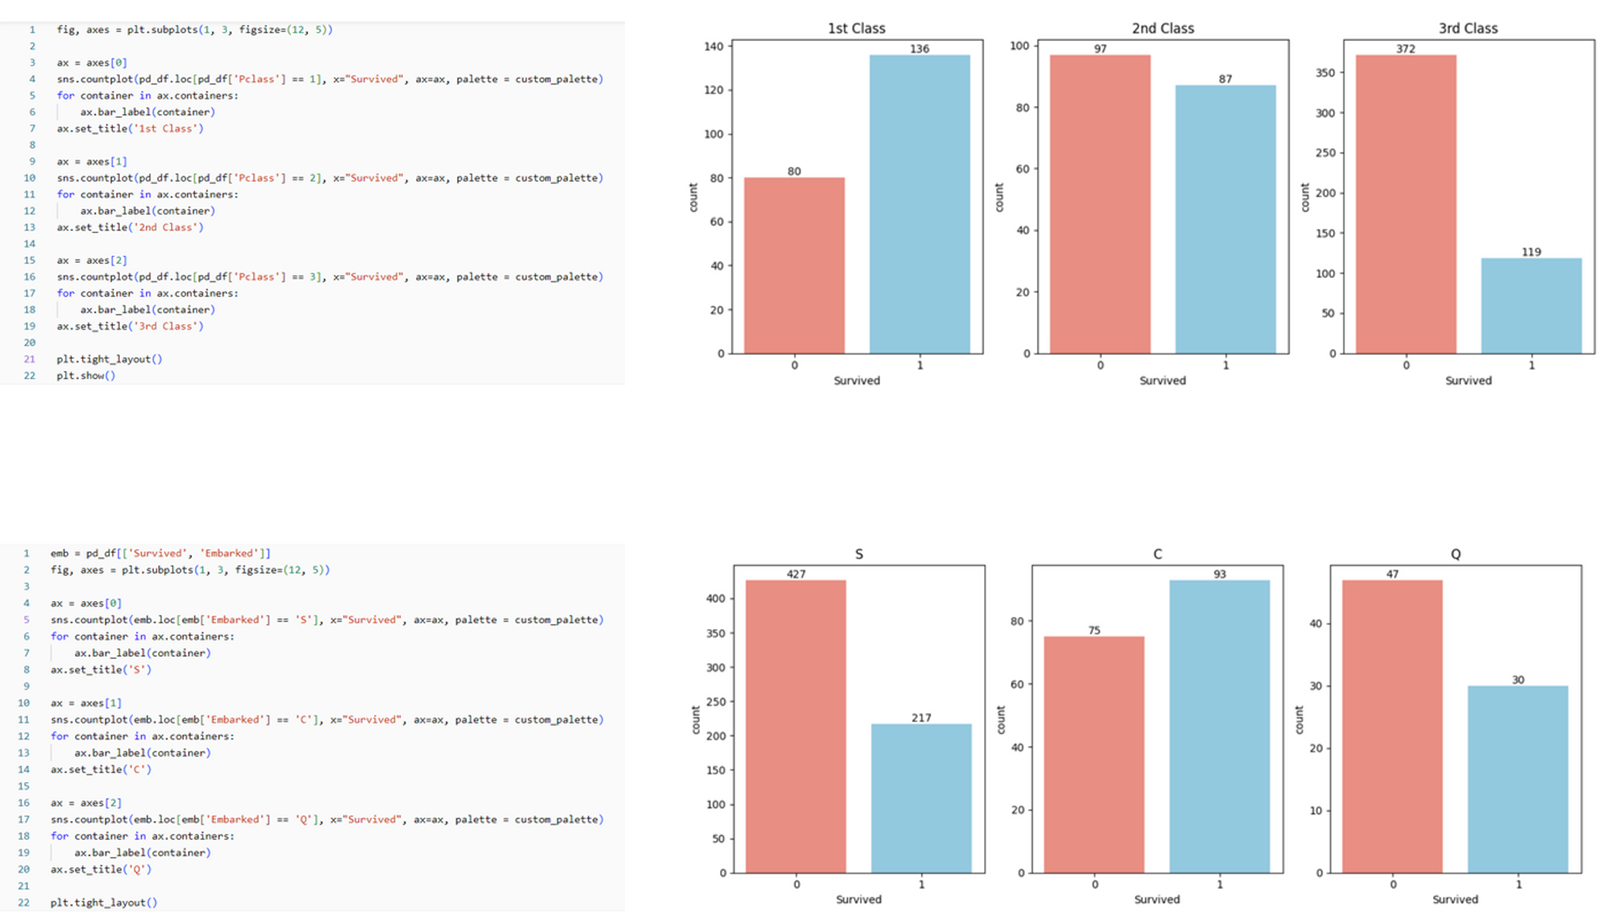 1 fig, axes = plt.subplots(1, 3, figsize=(12, 5))
2
3 ax = axes[0]
4 sns.countplot(pd_df.loc[pd_df['Pclass'] == 1], x="Survived", ax=ax, palette = custom_palette)
5 for container in ax.containers:
6 ax.bar_label(container)
7 ax.set_title('1st Class')
8
9 ax = axes[1]
10 sns.countplot(pd_df.loc[pd_df['Pclass'] == 2], x="Survived", ax=ax, palette = custom_palette)
11 for container in ax.containers:
12 ax.bar_label(container)
13 ax.set_title('2nd Class')
14
15 ax = axes[2]
16 sns.countplot(pd_df.loc[pd_df['Pclass'] == 3], x="Survived", ax=ax, palette = custom_palette)
17 for container in ax.containers:
18 ax.bar_label(container)
19 ax.set_title('3rd Class')
20
21 plt.tight_layout()
22 plt.show()
1st Class
136
80
140
120
100
80
60
40
20
0
count
0 1
Survived
2nd Class
97
87
100
80
60
40
20
0
count
0 1
Survived
3rd Class
372
119
350
300
250
200
150
100
50
0
count
0 1
Survived
1 emb = pd_df[['Survived', 'Embarked']]
2 fig, axes = plt.subplots(1, 3, figsize=(12, 5))
3
4 ax = axes[0]
5 sns.countplot(emb.loc[emb['Embarked'] == 'S'], x="Survived", ax=ax, palette = custom_palette)
6 for container in ax.containers:
7 ax.bar_label(container)
8 ax.set_title('S')
9
10 ax = axes[1]
11 sns.countplot(emb.loc[emb['Embarked'] == 'C'], x="Survived", ax=ax, palette = custom_palette)
12 for container in ax.containers:
13 ax.bar_label(container)
14 ax.set_title('C')
15
16 ax = axes[2]
17 sns.countplot(emb.loc[emb['Embarked'] == 'Q'], x="Survived", ax=ax, palette = custom_palette)
18 for container in ax.containers:
19 ax.bar_label(container)
20 ax.set_title('Q')
21
22 plt.tight_layout()
S
427
217
400
350
300
250
200
150
100
50
0
count
0 1
Survived
C
93
75
80
60
40
20
0
count
0 1
Survived
Q
47
30
40
30
20
10
0
count
0 1
Survived